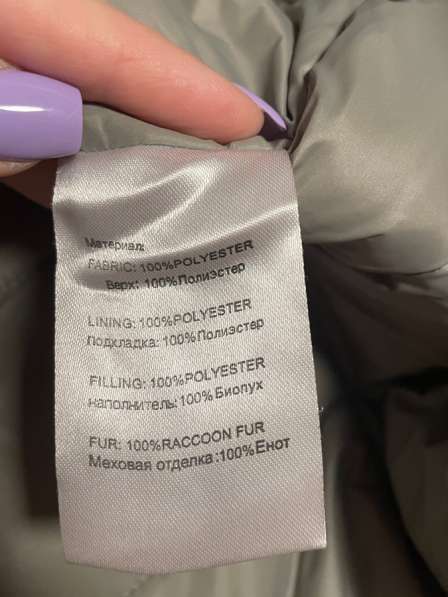 Материал:
FABRIC: 100%POLYESTER
Верх: 100%Полиэстер
LINING: 100%POLYESTER
Подкладка: 100%Полиэстер
FILLING: 100%POLYESTER
наполнитель:100% Биопух
FUR: 100%RACCOON FUR
Меховая отделка :100%Енот